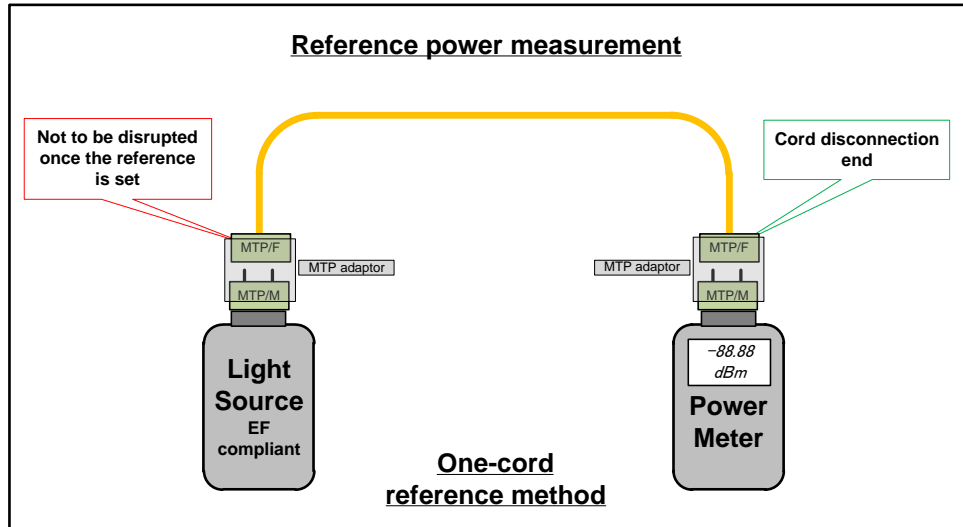 Reference power measurement
Not to be disrupted
once the reference
is set
Cord disconnection
end
MTP/F
MTP adaptor
MTP/M
MTP/F
MTP adaptor
MTP/M
Light
Source
EF
compliant
−88.88
dBm
Power
Meter
One-cord
reference method